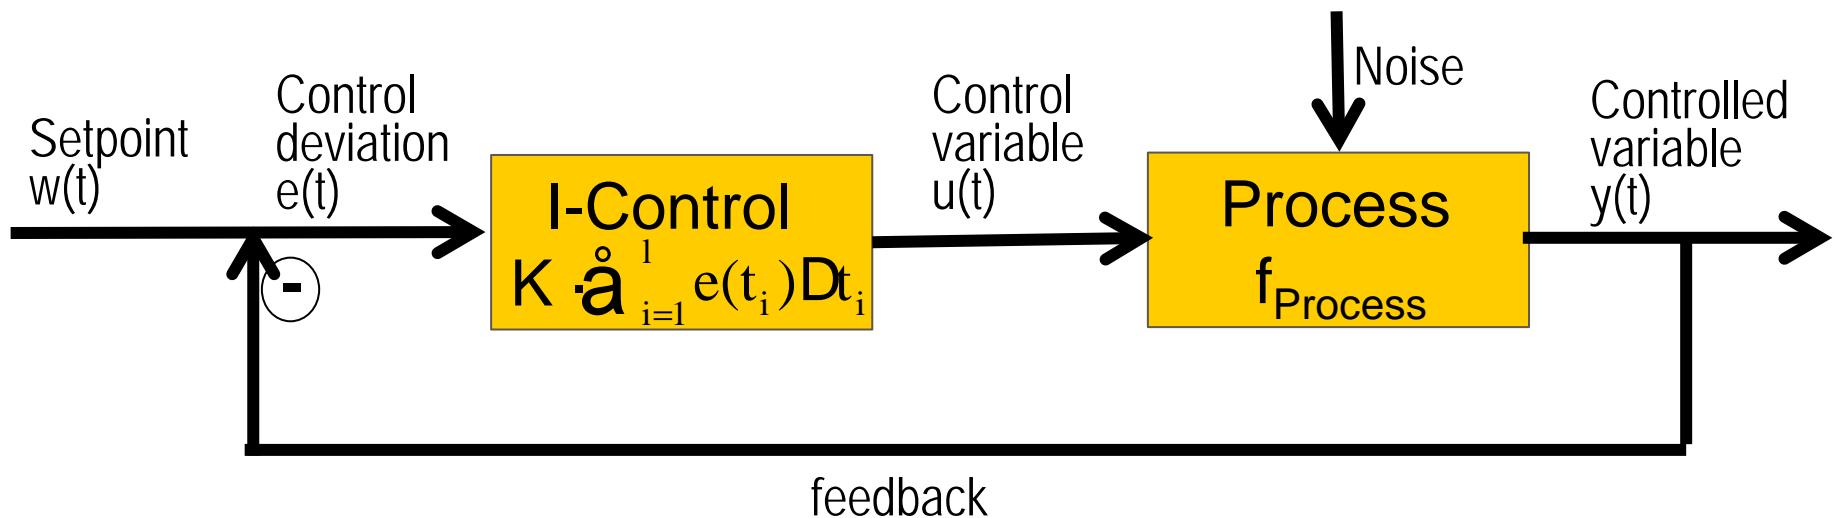 Setpoint
w(t)
Control
deviation
e(t)
-
I-Control
K ·å l i=1 e(t i )Dt i
Control
variable
u(t)
Noise
Process
f Process
Controlled
variable
y(t)
feedback